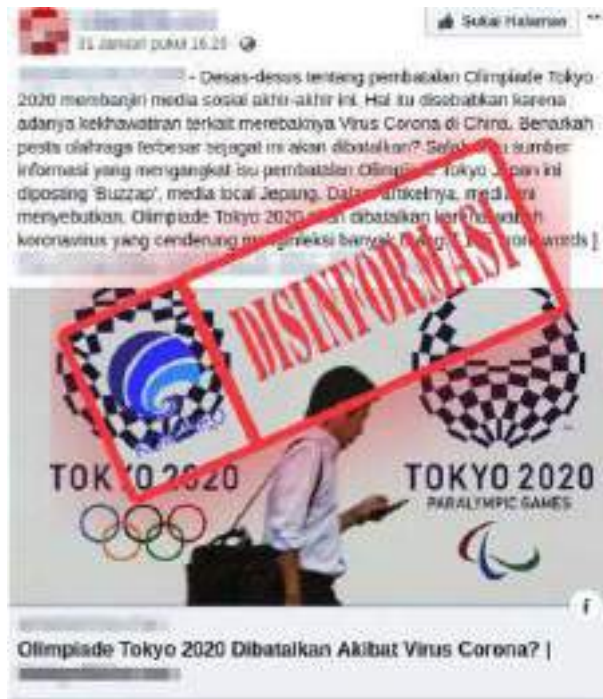 31 Januari pukul 16.28
Sukai Halaman
- Desas-desus tentang pembatalan Olimpiade Tokyo
2020 membanjiri media sosial akhir-akhir ini. Hal itu disebabkan karena
adanya kekhawatiran terkait merebaknya Virus Corona di China. Benarkah
pesta olahraga terbesar sejagat ini akan dibatalkan? Salah satu sumber
informasi yang mengangkat isu pembatalan Olimpiade Tokyo Japan ini
diposting 'Buzzap', media local Jepang. Dalam artikelnya, media ini
menyebutkan, Olimpiade Tokyo 2020 akan dibatalkan
koronavirus yang cenderung menginfeksi banyak words ]
DISINFORMASI
KOMINFO
TOKYO 2020
TOKYO 2020
PARALYMPIC GAMES
Olimpiade Tokyo 2020 Dibatalkan Akibat Virus Corona? |